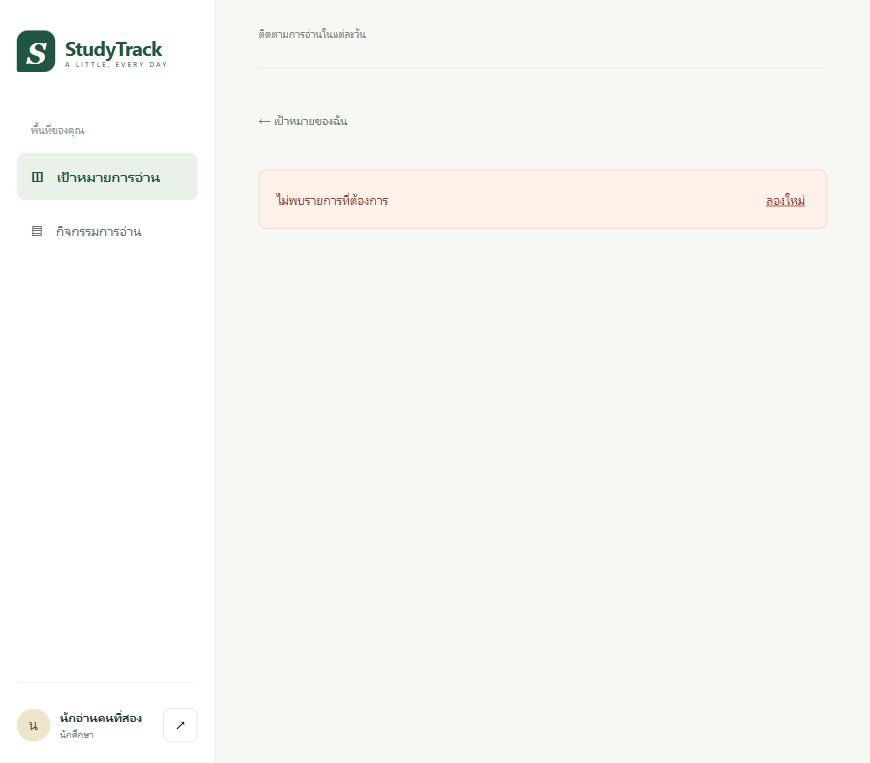 S
StudyTrack
A LITTLE, EVERY DAY
พื้นที่ของคุณ
เป้าหมายการอ่าน
กิจกรรมการอ่าน
น
นักอ่านคนที่สอง
นักศึกษา
↗
ติดตามการอ่านในแต่ละวัน
← เป้าหมายของฉัน
ไม่พบรายการที่ต้องการ ลองใหม่